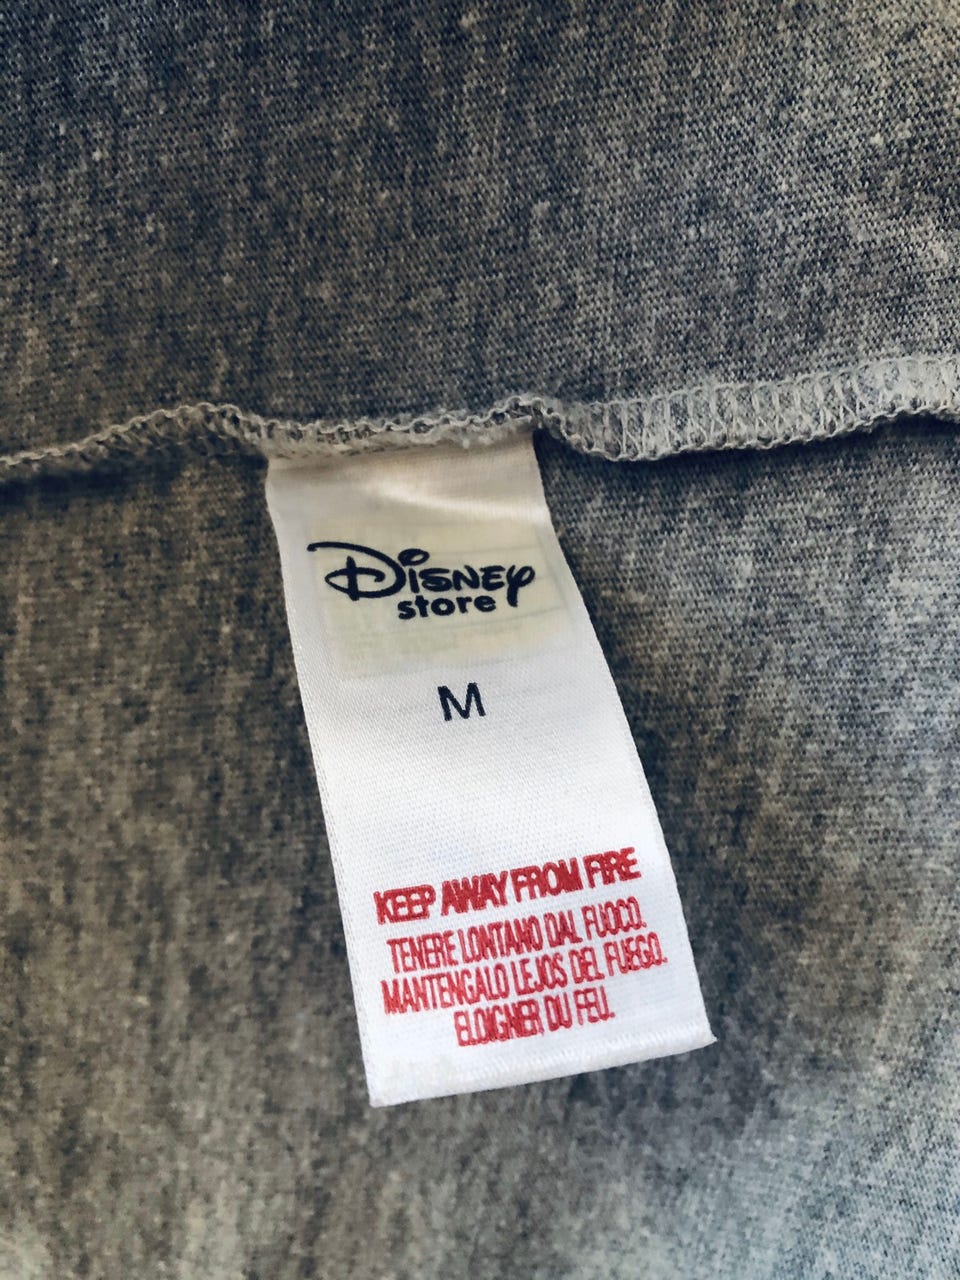 Disney
store
M
KEEP AWAY FROM FIRE
TENERE LONTANO DAL FUOCO.
MANTENGALO LEJOS DEL FUEGO.
ELOIGNER DU FEU.